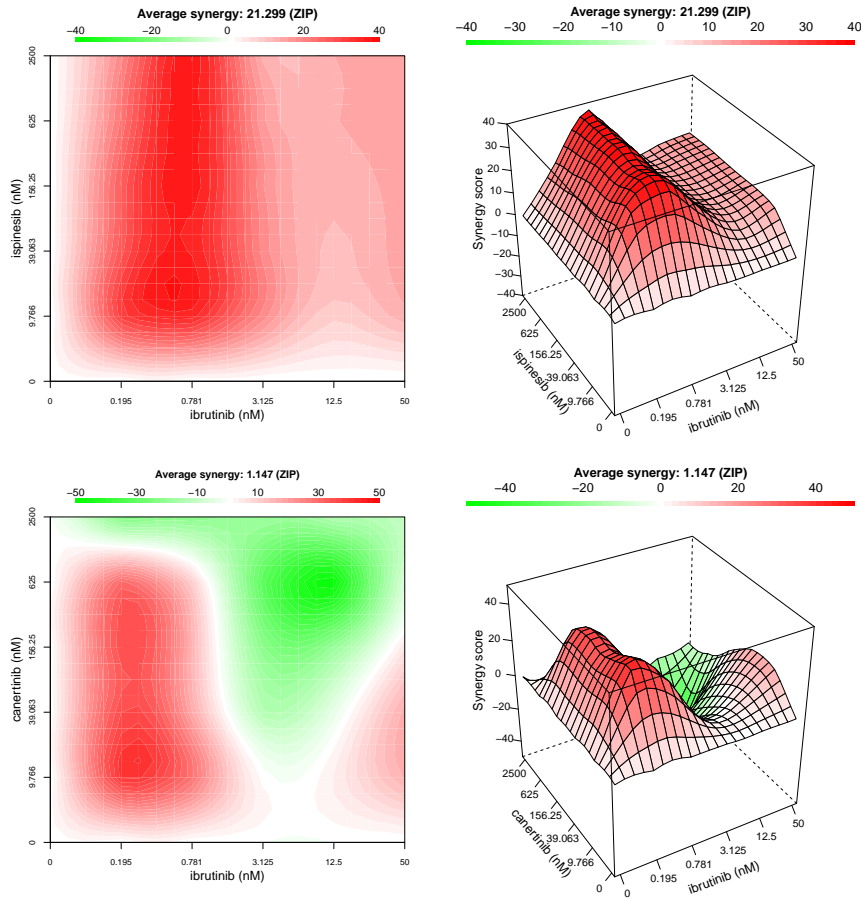 Average synergy: 21.299 (ZIP)
−40 −20 0 20 40
ispinesib (nM)
2500
625
156.25
39.063
9.766
0
0 0.195 0.781 3.125 12.5 50
ibrutinib (nM)
Average synergy: 21.299 (ZIP)
−40 −30 −20 −10 0 10 20 30 40
Synergy score
40
30
20
10
0
−10
−20
−30
−40
2500
625
156.25
39.063
9.766
0
ispinesib (nM)
0
0.195
0.781
3.125
12.5
50
ibrutinib (nM)
Average synergy: 1.147 (ZIP)
−50 −30 −10 10 30 50
canertinib (nM)
2500
625
156.25
39.063
9.766
0
0 0.195 0.781 3.125 12.5 50
ibrutinib (nM)
Average synergy: 1.147 (ZIP)
−40 −20 0 20 40
Synergy score
40
20
0
−20
−40
2500
625
156.25
39.063
9.766
0
canertinib (nM)
0
0.195
0.781
3.125
12.5
50
ibrutinib (nM)